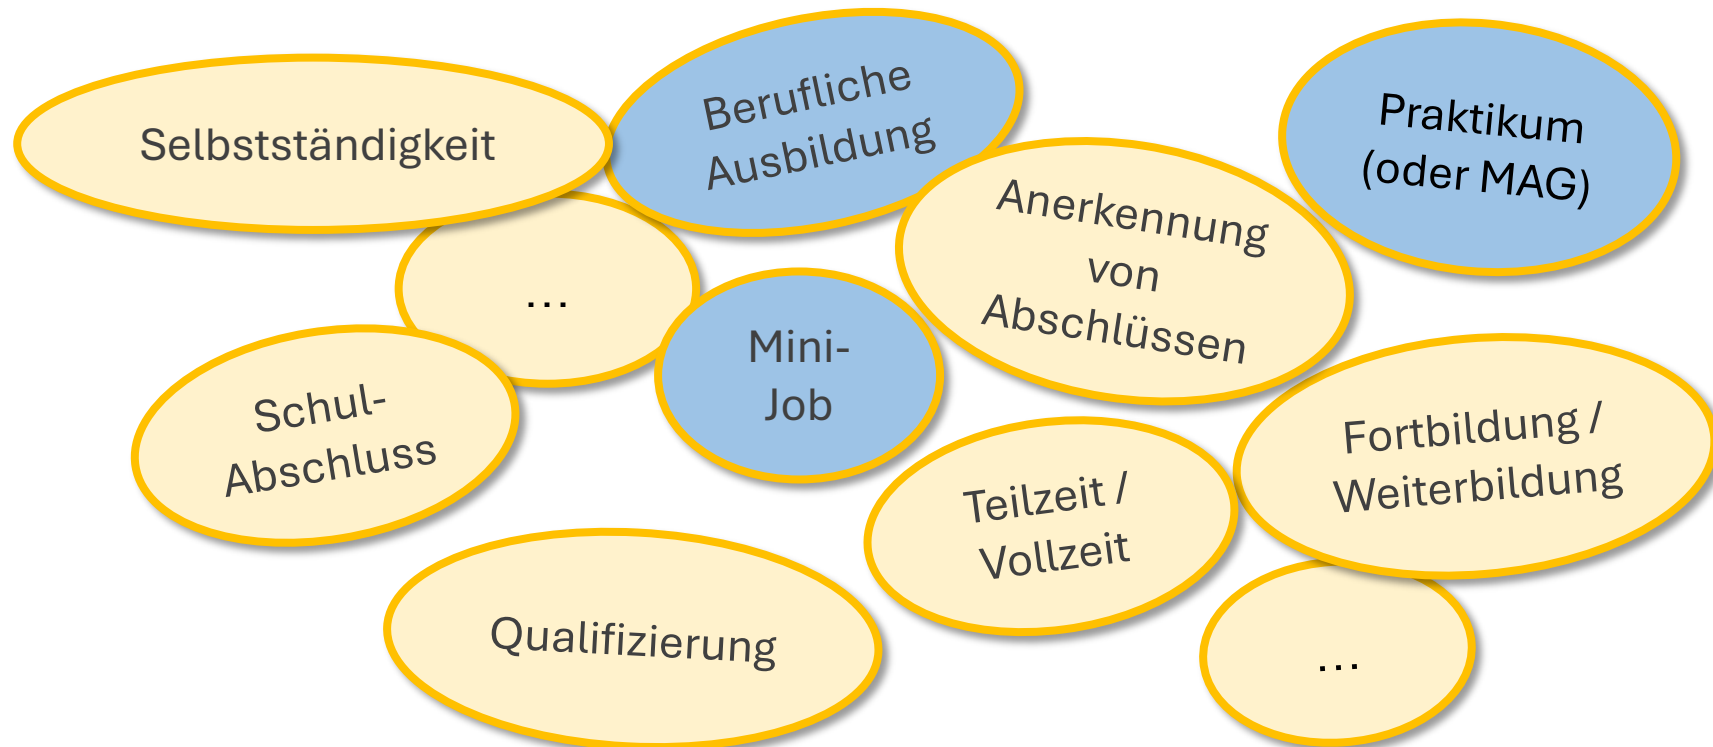 Selbstständigkeit
Berufliche
Ausbildung
Praktikum
(oder MAG)
Anerkennung
von
Abschlüssen
...
Mini-
Job
Schul-
Abschluss
Fortbildung /
Weiterbildung
Teilzeit /
Vollzeit
Qualifizierung
...